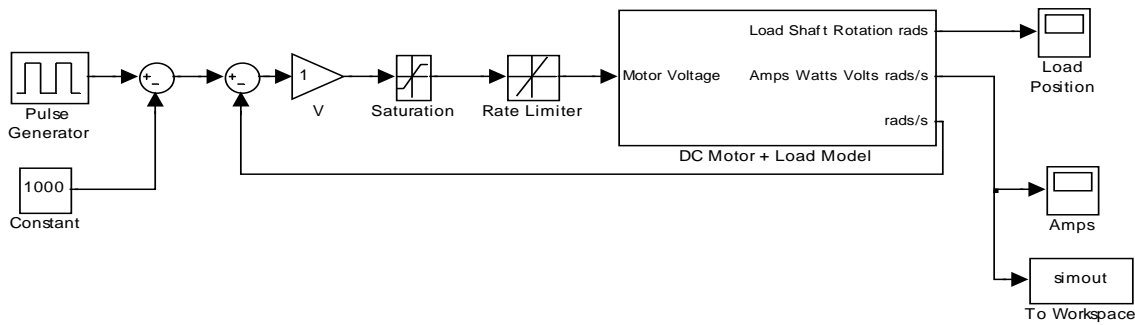 Load Shaft Rotation rads
Motor Voltage
Amps Watts Volts rads/s
rads/s
DC Motor + Load Model
Pulse
Generator
+
−
+
−
1
V
Saturation
Rate Limiter
Load
Position
1000
Constant
Amps
simout
To Workspace